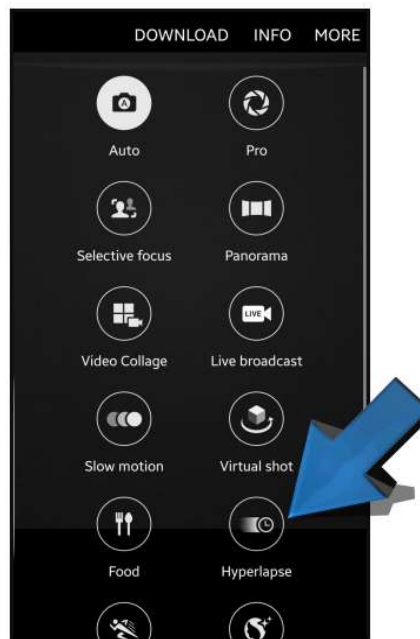 DOWNLOAD INFO MORE
Auto Pro
Selective focus Panorama
LIVE
Video Collage Live broadcast
Slow motion Virtual shot
Food Hyperlapse